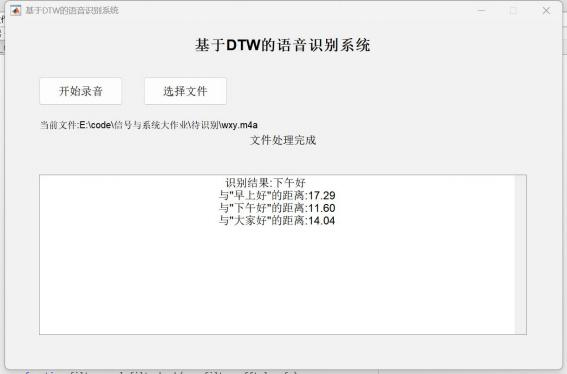 基于DTW的语音识别系统
基于DTW的语音识别系统
开始录音
选择文件
当前文件:E:\code\信号与系统大作业\待识别\wxy.m4a
文件处理完成
识别结果:下午好
与"早上好"的距离:17.29
与"下午好"的距离:11.60
与"大家好"的距离:14.04